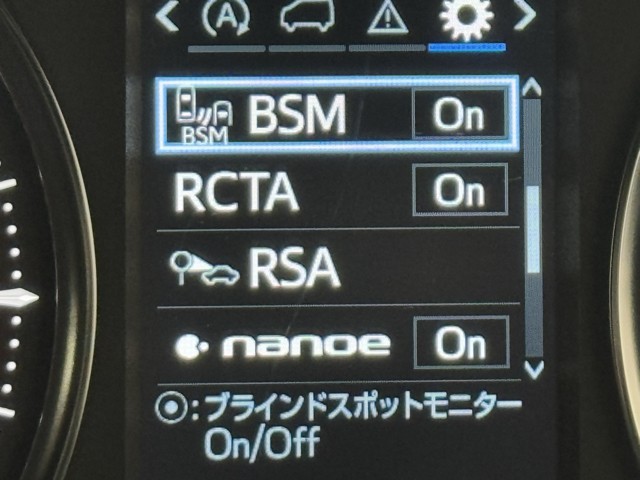 BSM BSM On
RCTA On
RSA
nanoe On
:ブラインドスポットモニター
On/Off